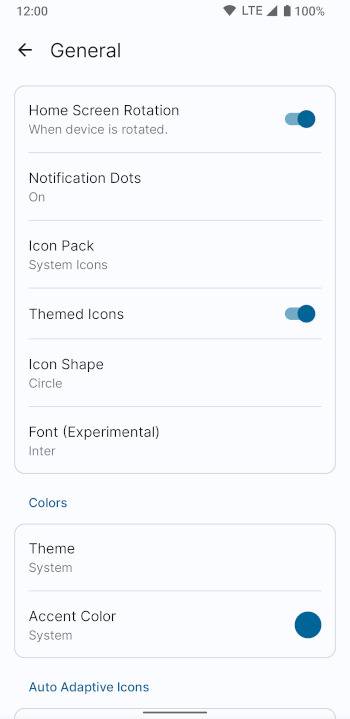 12:00 LTE 100%
General
Home Screen Rotation
When device is rotated.
Notification Dots
On
Icon Pack
System Icons
Themed Icons
Icon Shape
Circle
Font (Experimental)
Inter
Colors
Theme
System
Accent Color
System
Auto Adaptive Icons